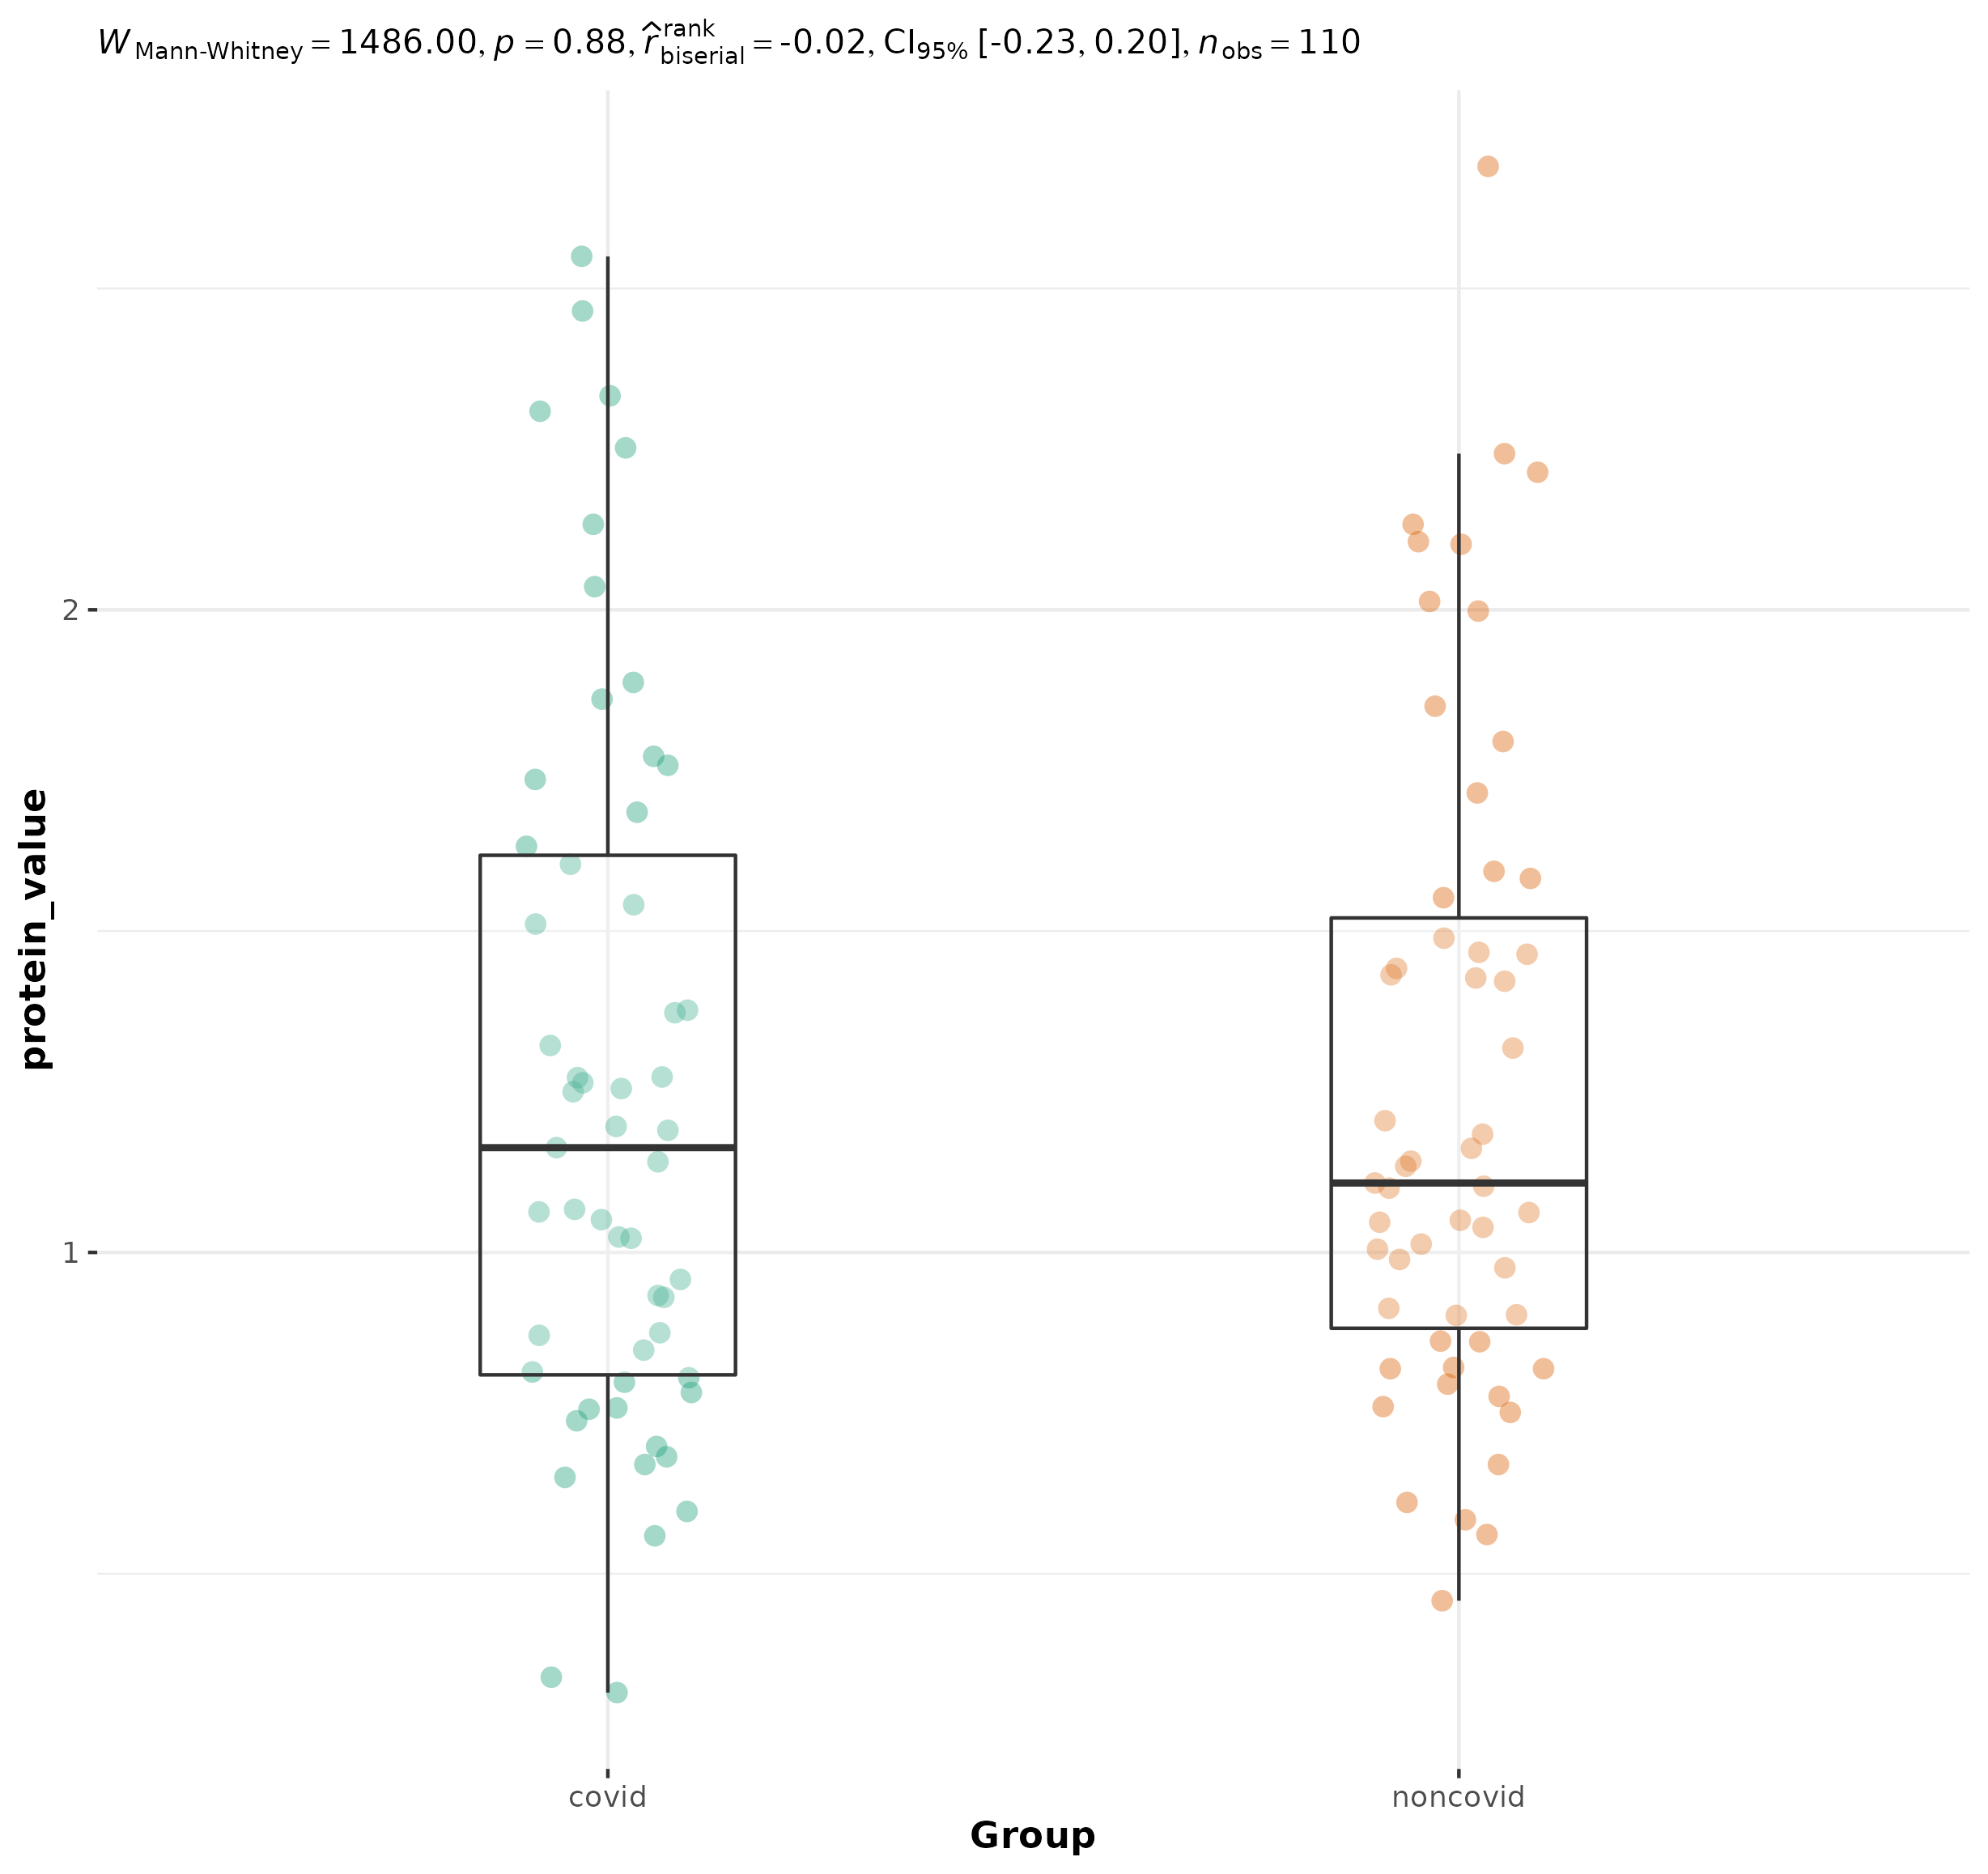 W Mann-Whitney = 1486.00, p = 0.88, r̂ rank biserial = -0.02, CI95% [-0.23, 0.20], nobs = 110
protein_value
2
1
covid noncovid
Group